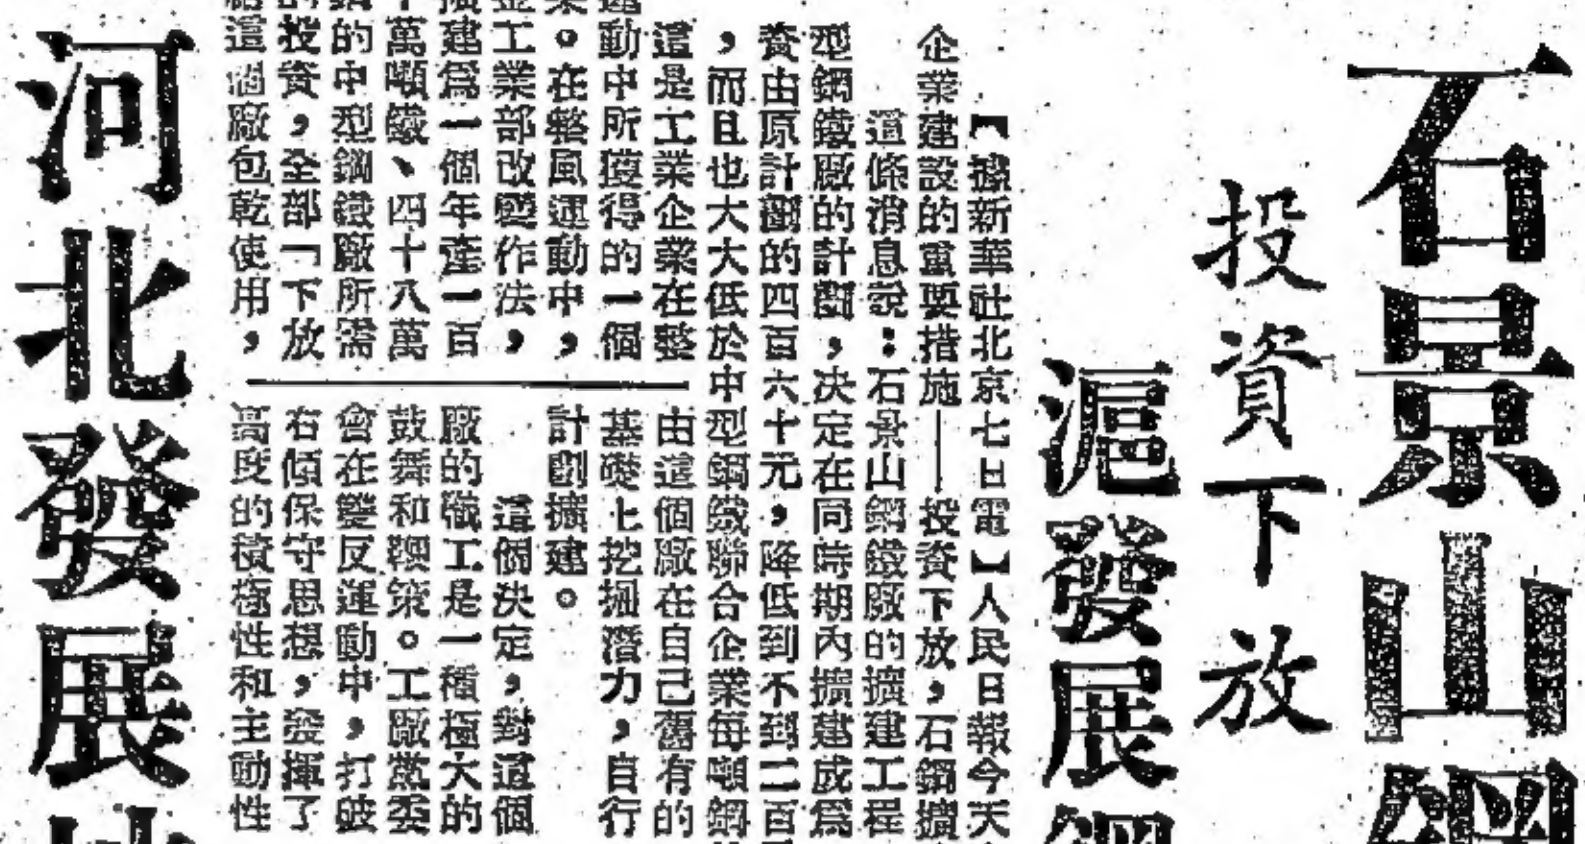 石景山鋼
投資下放
滬發展鋼
【據新華社北京七日電】人民日報今天
企業建設的重要措施——投資下放,石鋼擴
這條消息說:石景山鋼鐵廠的擴建工程
型鋼鐵廠的計劃,決定在同時期內擴建成爲
資由原計劃的四百六十元,降低到不到二百
,而且也大大低於中型鋼鐵聯合企業每噸鋼
這是工業企業在整
動中所獲得的一個
。在整風運動中,
工業部改變作法,
建爲一個年產一百
萬噸鐵、四十八萬
的中型鋼鐵廠所需
投資,全部「下放
這個廠包乾使用,
由這個廠在自己舊有的
基礎上挖掘潛力,自行
計劃擴建。
這個決定,對這個
廠的職工是一種極大的
鼓舞和鞭策。工廠黨委
會在雙反運動中,打破
右傾保守思想,發揮了
高度的積極性和主動性
河北發展